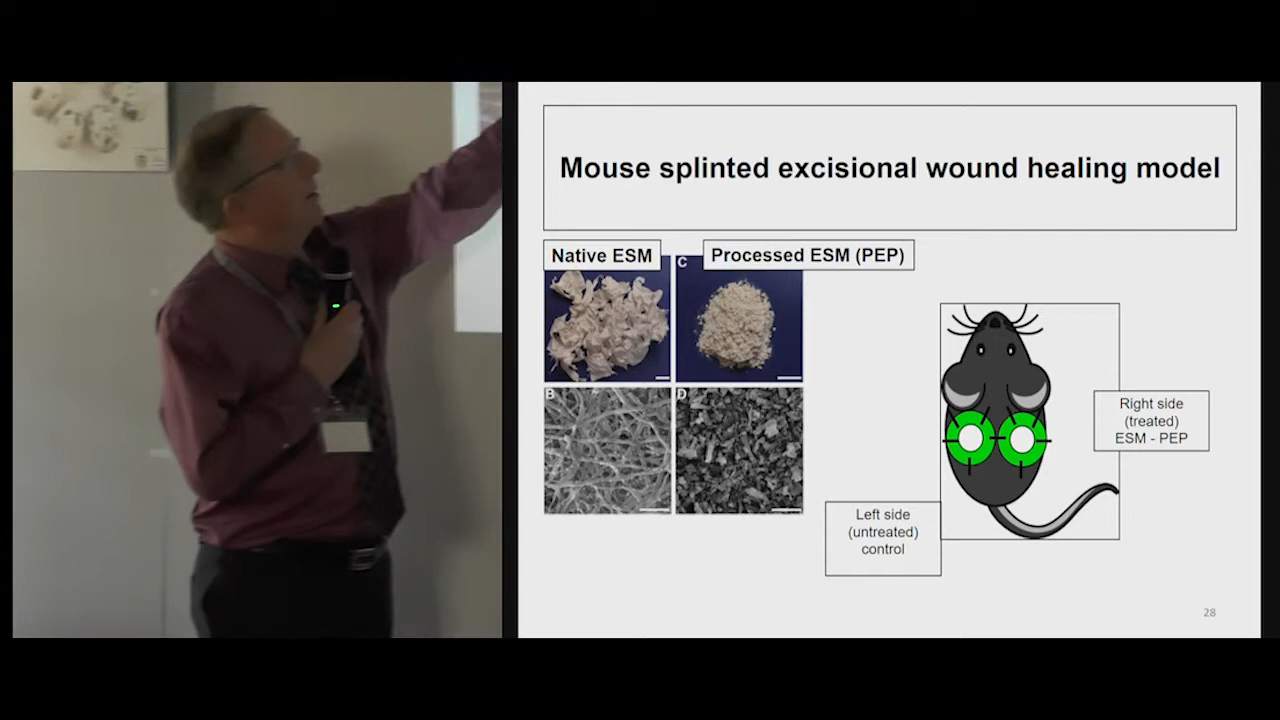 Mouse splinted excisional wound healing model
Native ESM
Processed ESM (PEP)
C
B
D
Right side
(treated)
ESM - PEP
Left side
(untreated)
control
28